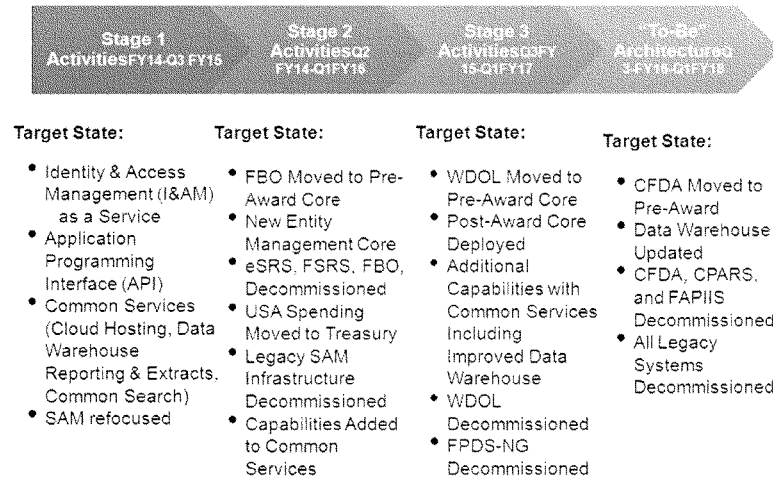 Stage 1
ActivitiesFY14-Q3 FY15
Stage 2
ActivitiesQ2
FY14-Q1FY16
Stage 3
ActivitiesQ3FY
15-Q1FY17
"To-Be"
ArchitectureQ
3-FY16-Q1FY18
Target State:
• Identity & Access
Management (I&AM)
as a Service
• Application
Programming
Interface (API)
• Common Services
(Cloud Hosting, Data
Warehouse
Reporting & Extracts,
Common Search)
• SAM refocused
Target State:
• FBO Moved to Pre-
Award Core
• New Entity
Management Core
• eSRS, FSRS, FBO,
Decommissioned
• USA Spending
Moved to Treasury
• Legacy SAM
Infrastructure
Decommissioned
• Capabilities Added
to Common
Services
Target State:
• WDOL Moved to
Pre-Award Core
• Post-Award Core
Deployed
• Additional
Capabilities with
Common Services
Including
Improved Data
Warehouse
• WDOL
Decommissioned
• FPDS-NG
Decommissioned
Target State:
• CFDA Moved to
Pre-Award
• Data Warehouse
Updated
• CFDA, CPARS,
and FAPIIS
Decommissioned
• All Legacy
Systems
Decommissioned